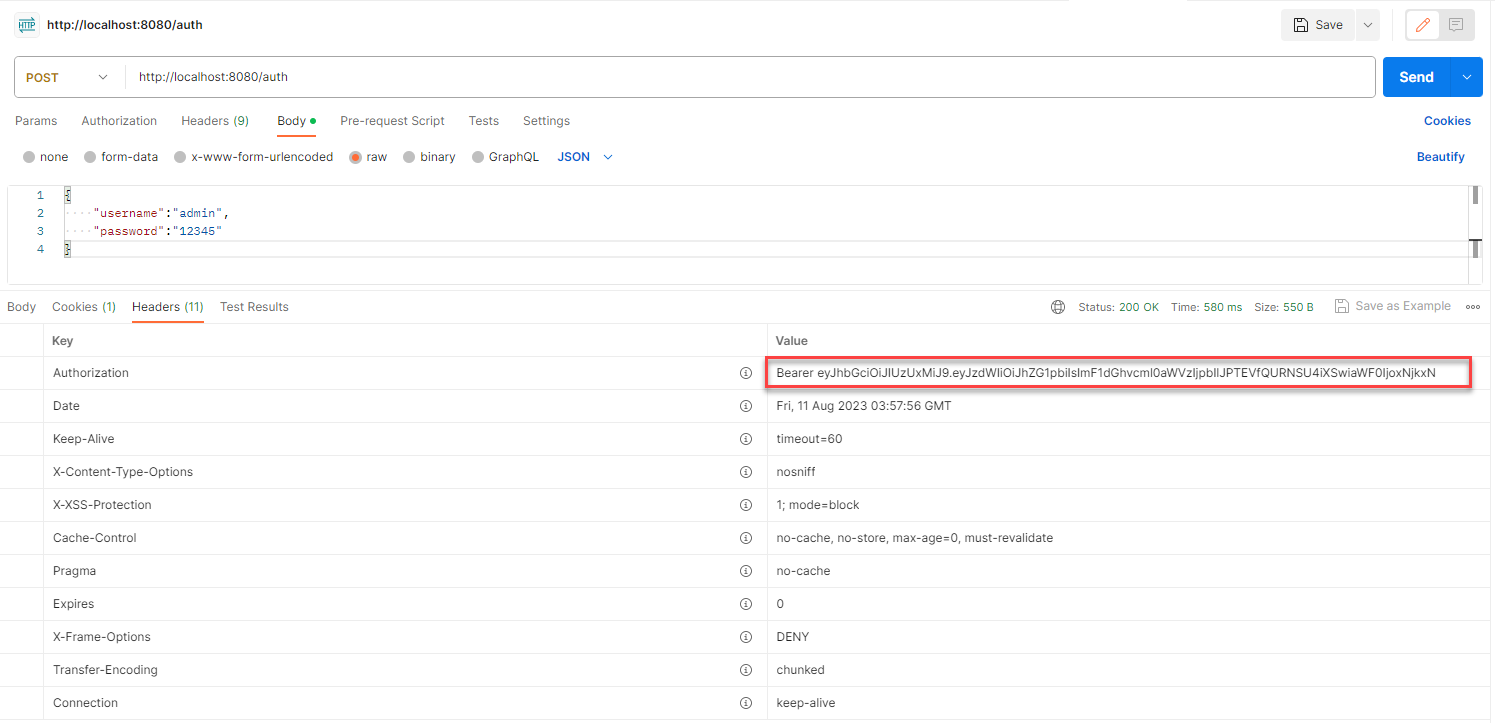 HTTP http://localhost:8080/auth Save
POST http://localhost:8080/auth Send
Params Authorization Headers (9) Body Pre-request Script Tests Settings Cookies
none form-data x-www-form-urlencoded raw binary GraphQL JSON Beautify
1 {
2 "username":"admin",
3 "password":"12345"
4 }
Body Cookies (1) Headers (11) Test Results Status: 200 OK Time: 580 ms Size: 550 B Save as Example
Key Value
Authorization Bearer eyJhbGciOiJIUzUxMiJ9.eyJzdWIiOiJhZG1pbiIsImF1dGhvcml0aWVzIjpbIlJPTEVfQURNSU4iXSwiaWF0IjoxNjkxN
Date Fri, 11 Aug 2023 03:57:56 GMT
Keep-Alive timeout=60
X-Content-Type-Options nosniff
X-XSS-Protection 1; mode=block
Cache-Control no-cache, no-store, max-age=0, must-revalidate
Pragma no-cache
Expires 0
X-Frame-Options DENY
Transfer-Encoding chunked
Connection keep-alive